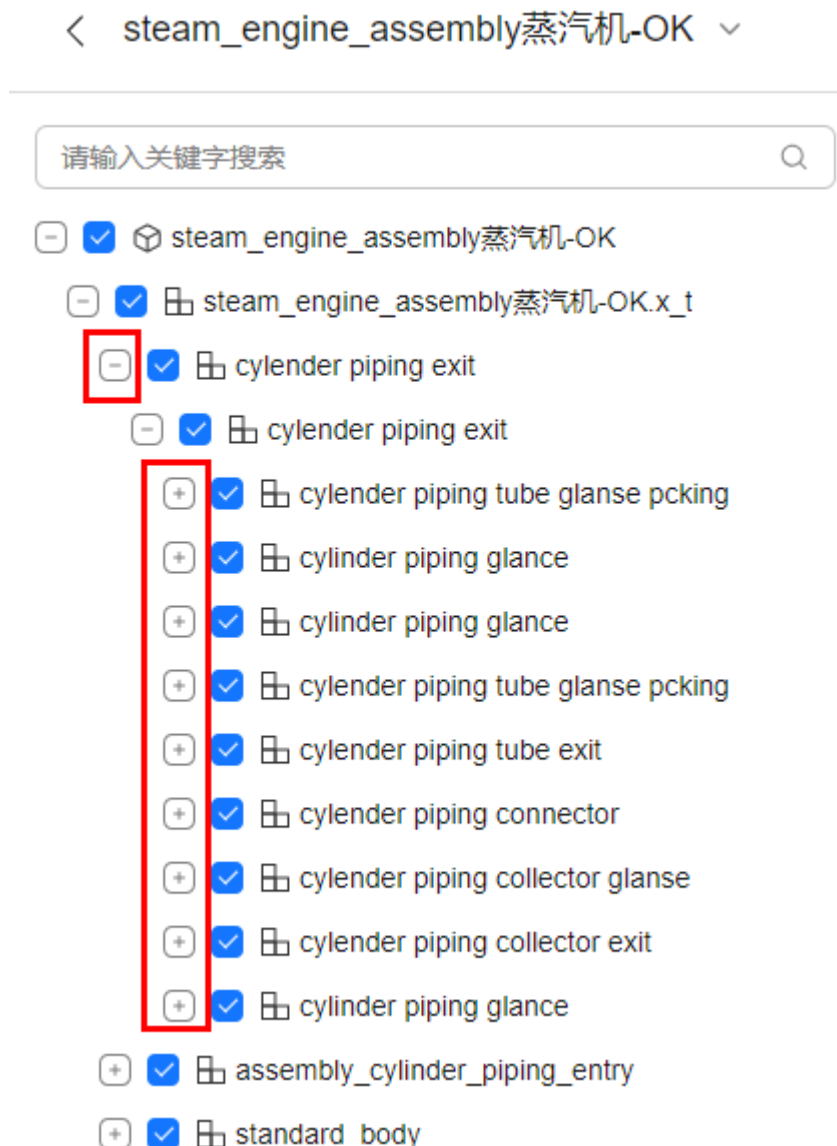 steam_engine_assembly蒸汽机-OK
请输入关键字搜索
steam_engine_assembly蒸汽机-OK
steam_engine_assembly蒸汽机-OK.x_t
cylender piping exit
cylender piping exit
cylender piping tube glanse pcking
cylinder piping glance
cylinder piping glance
cylender piping tube glanse pcking
cylender piping tube exit
cylender piping connector
cylender piping collector glanse
cylender piping collector exit
cylinder piping glance
assembly_cylinder_piping_entry
standard_body